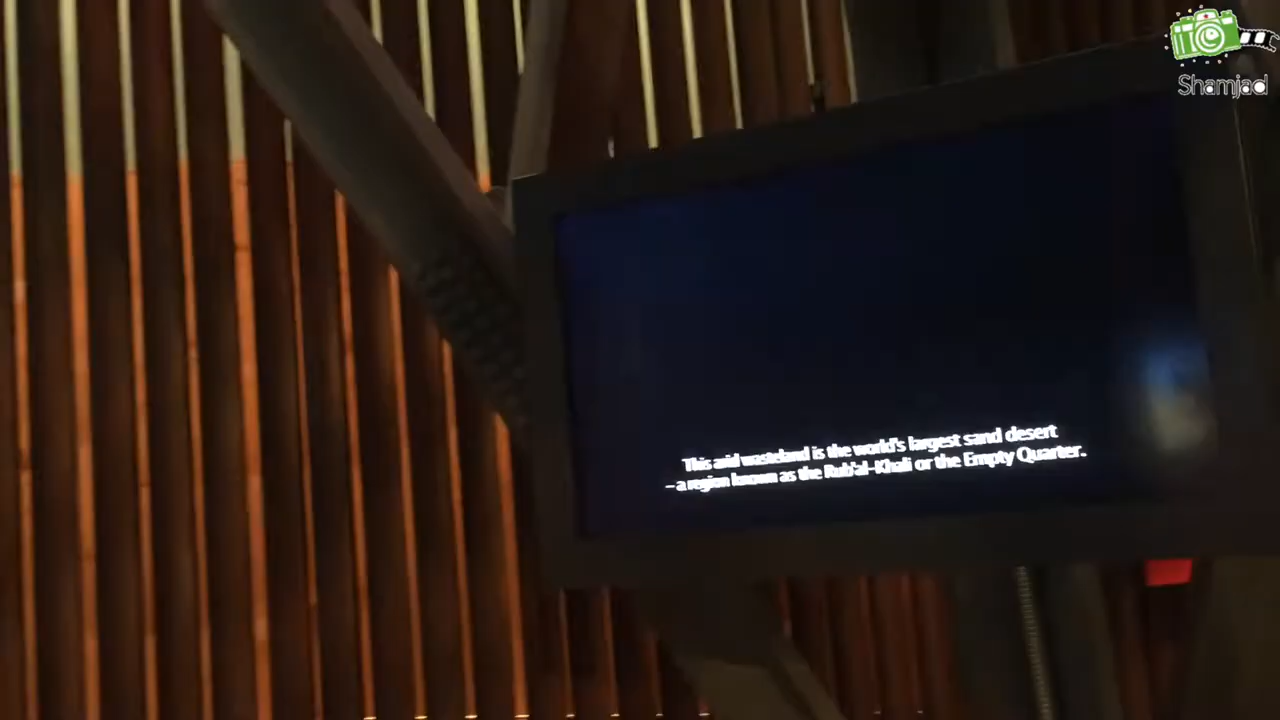 Shamjad
This arid wasteland is the world's largest sand desert
– a region known as the Rub'al-Khali or the Empty Quarter.